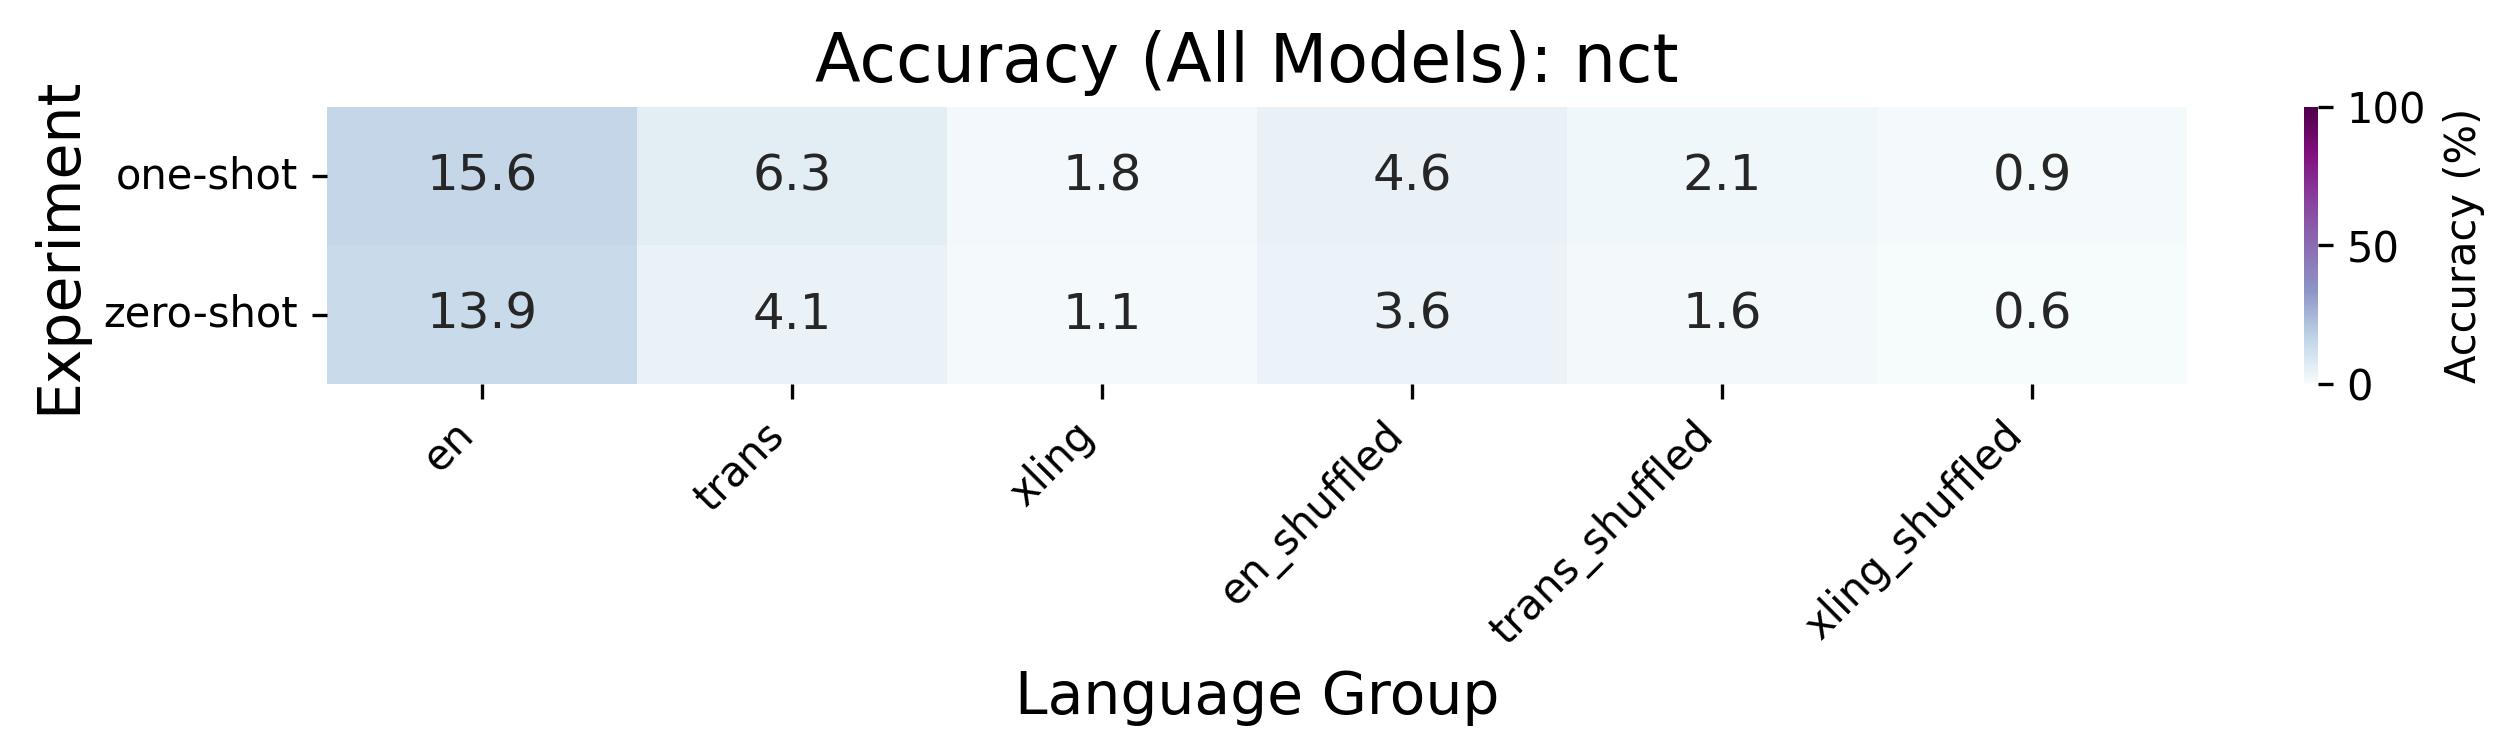 Accuracy (All Models): nct
Experiment
one-shot
15.6 6.3 1.8 4.6 2.1 0.9
zero-shot
13.9 4.1 1.1 3.6 1.6 0.6
en
trans
xling
en_shuffled
trans_shuffled
xling_shuffled
Language Group
100
50
0
Accuracy (%)